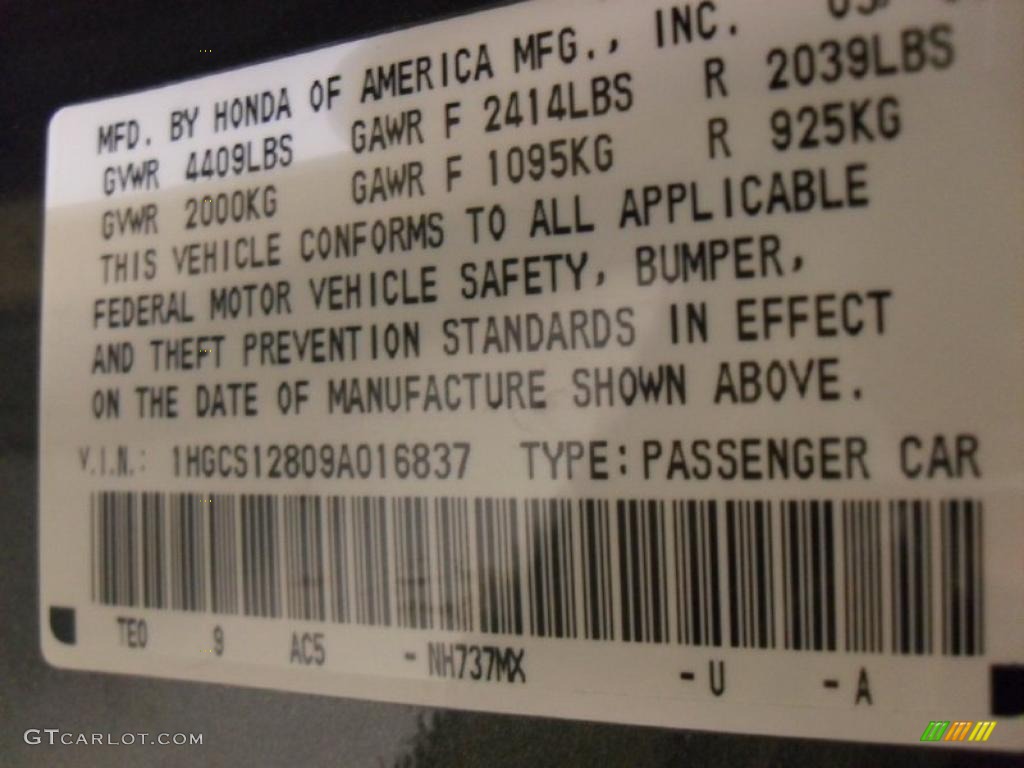 MFD. BY HONDA OF AMERICA MFG., INC.
GVWR 4409LBS GAWR F 2414LBS R 2039LBS
GVWR 2000KG GAWR F 1095KG R 925KG
THIS VEHICLE CONFORMS TO ALL APPLICABLE
FEDERAL MOTOR VEHICLE SAFETY, BUMPER,
AND THEFT PREVENTION STANDARDS IN EFFECT
ON THE DATE OF MANUFACTURE SHOWN ABOVE.
V.I.N.: 1HGCS12809A016837 TYPE: PASSENGER CAR
TE0 9 AC5 - NH737MX - U - A
GTCARLOT.COM